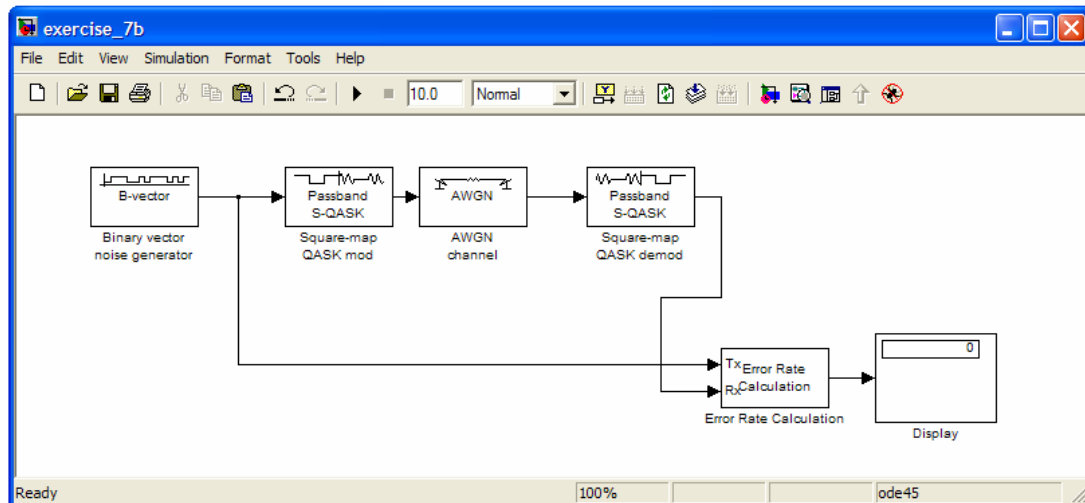 exercise_7b
File Edit View Simulation Format Tools Help
10.0 Normal
B-vector
Binary vector
noise generator
Passband
S-QASK
Square-map
QASK mod
AWGN
AWGN
channel
Passband
S-QASK
Square-map
QASK demod
Tx
Rx
Error Rate
Calculation
Error Rate Calculation
0
Display
Ready 100% ode45